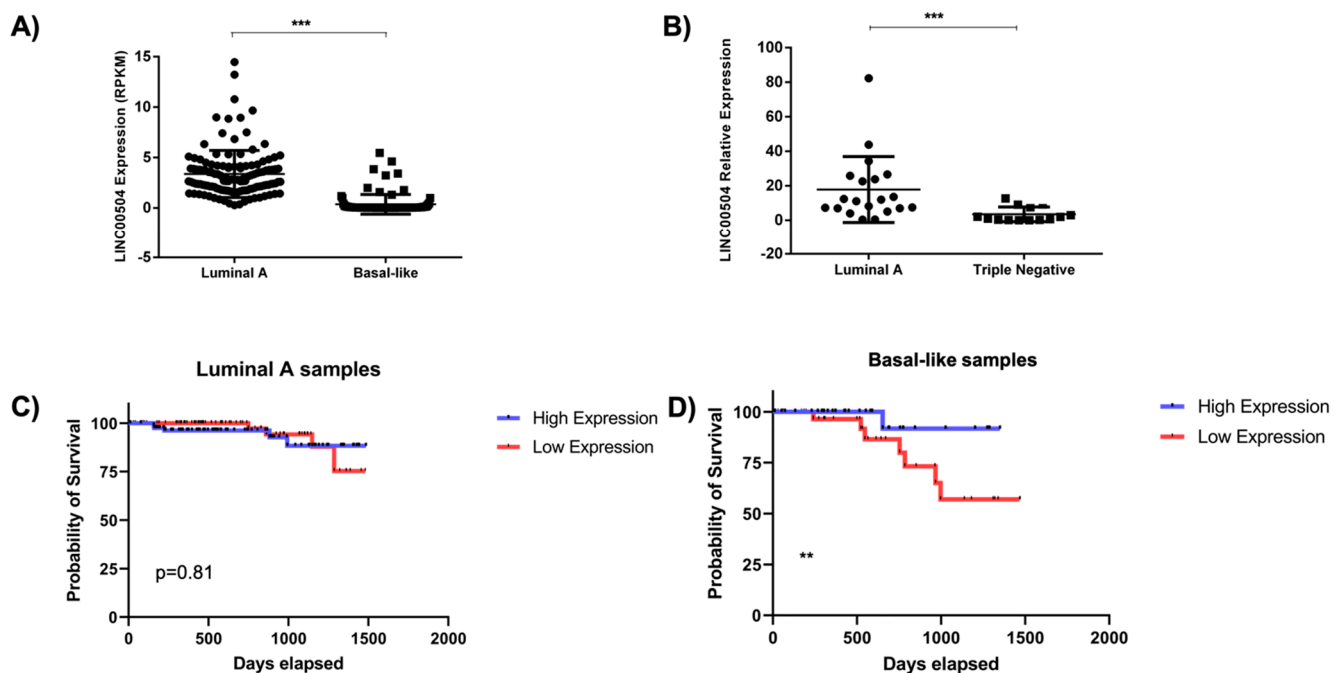 A)
***
LINC00504 Expression (RPKM)
15
10
5
0
-5
Luminal A
Basal-like
B)
***
LINC00504 Relative Expression
100
80
60
40
20
0
-20
Luminal A
Triple Negative
C)
Luminal A samples
Probability of Survival
100
75
50
25
0
p=0.81
0
500
1000
1500
2000
Days elapsed
High Expression
Low Expression
D)
Basal-like samples
Probability of Survival
100
75
50
25
0
**
0
500
1000
1500
2000
Days elapsed
High Expression
Low Expression